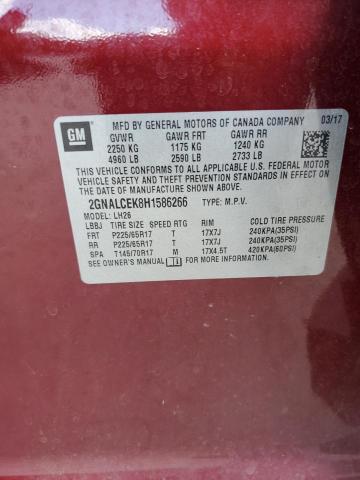 GM
MFD BY GENERAL MOTORS OF CANADA COMPANY 03/17
GVWR GAWR FRT GAWR RR
2250 KG 1175 KG 1240 KG
4960 LB 2590 LB 2733 LB
THIS VEHICLE CONFORMS TO ALL APPLICABLE U.S. FEDERAL MOTOR
VEHICLE SAFETY AND THEFT PREVENTION STANDARDS IN EFFECT ON
THE DATE OF MANUFACTURE SHOWN ABOVE.
2GNALCEK8H1586266 TYPE: M.P.V.
MODEL: LH26
LBBJ TIRE SIZE SPEED RTG RIM COLD TIRE PRESSURE
FRT P225/65R17 T 17X7J 240KPA(35PSI)
RR P225/65R17 T 17X7J 240KPA(35PSI)
SPA T145/70R17 M 17X4.5T 420KPA(60PSI)
SEE OWNER'S MANUAL FOR MORE INFORMATION